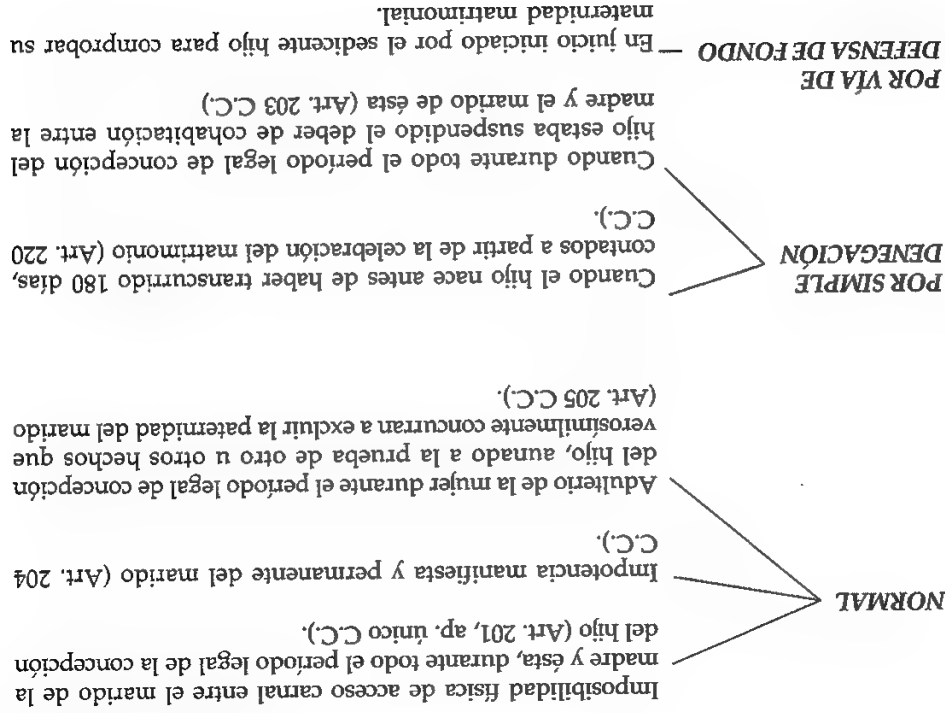 NORMAL
Imposibilidad física de acceso carnal entre el marido de la
madre y ésta, durante todo el período legal de la concepción
del hijo (Art. 201, ap. único C.C.).
Impotencia manifiesta y permanente del marido (Art. 204
C.C.).
Adulterio de la mujer durante el período legal de concepción
del hijo, aunado a la prueba de otro u otros hechos que
verosímilmente concurran a excluir la paternidad del marido
(Art. 205 C.C.).
POR SIMPLE
DENEGACIÓN
Cuando el hijo nace antes de haber transcurrido 180 días,
contados a partir de la celebración del matrimonio (Art. 220
C.C.).
Cuando durante todo el período legal de concepción del
hijo estaba suspendido el deber de cohabitación entre la
madre y el marido de ésta (Art. 203 C.C.)
POR VÍA DE
DEFENSA DE FONDO
En juicio iniciado por el sedicente hijo para comprobar su
maternidad matrimonial.